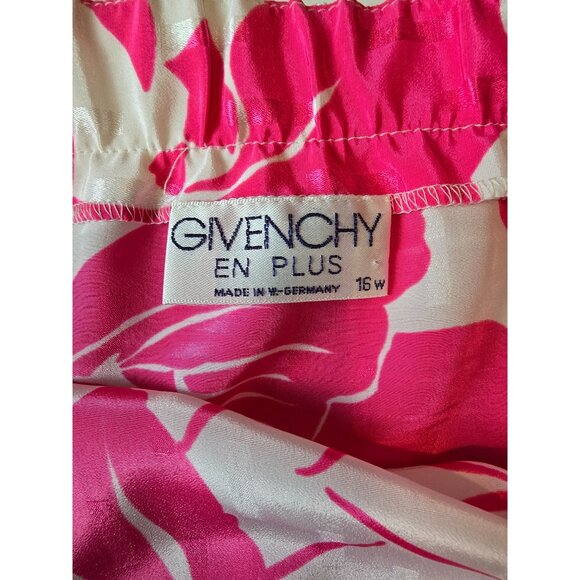 GIVENCHY
EN PLUS
MADE IN W.-GERMANY 16 W